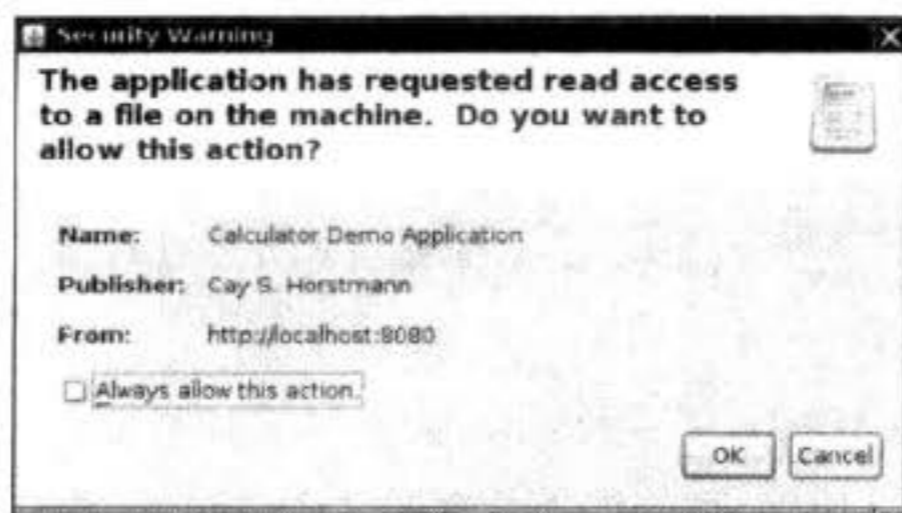 Security Warning
The application has requested read access
to a file on the machine. Do you want to
allow this action?
Name: Calculator Demo Application
Publisher: Cay S. Horstmann
From: http://localhost:8080
Always allow this action.
OK Cancel